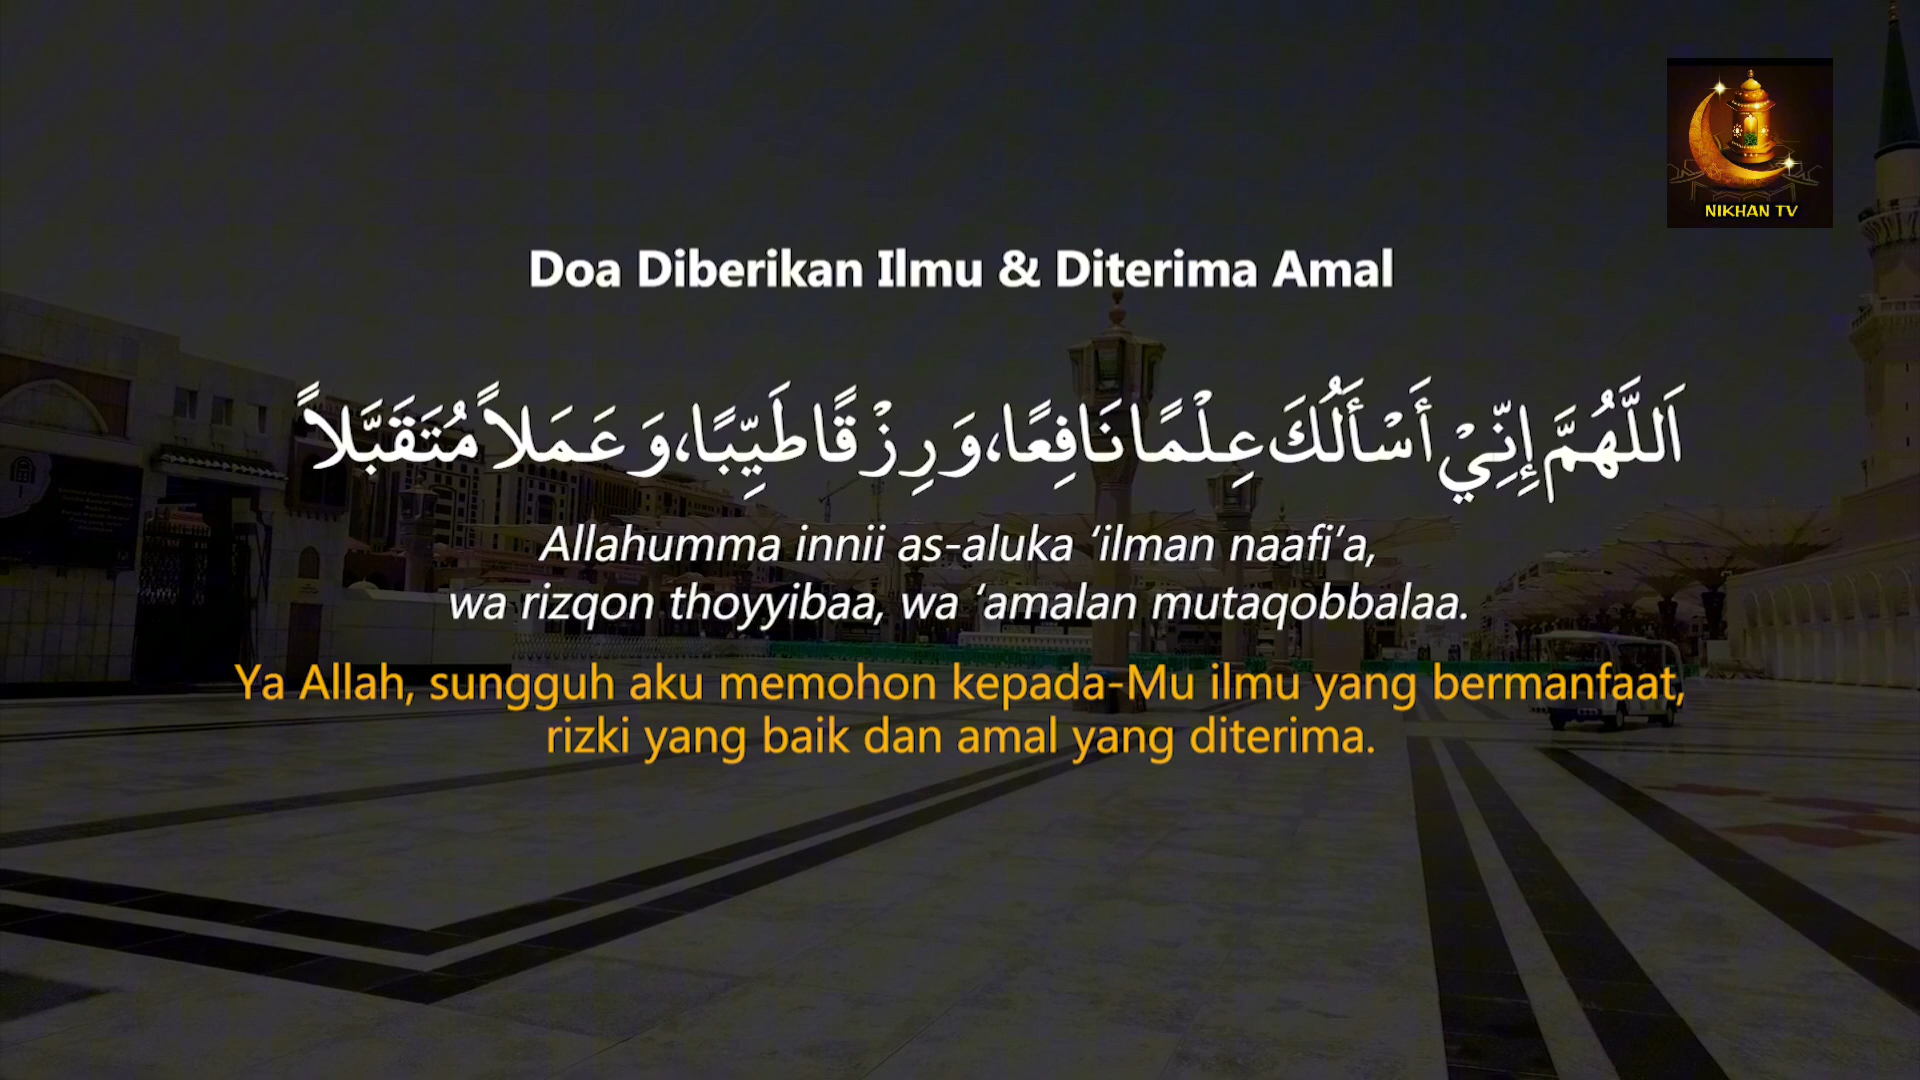 NIKHAN TV
Doa Diberikan Ilmu & Diterima Amal
اَللَّهُمَّ إِنِّيْ أَسْأَلُكَ عِلْمًا نَافِعًا، وَرِزْقًا طَيِّبًا، وَعَمَلاً مُتَقَبَّلاً
Allahumma innii as-aluka ‘ilman naafi’a,
wa rizqon thoyyibaa, wa ‘amalan mutaqobbalaa.
Ya Allah, sungguh aku memohon kepada-Mu ilmu yang bermanfaat,
rizki yang baik dan amal yang diterima.